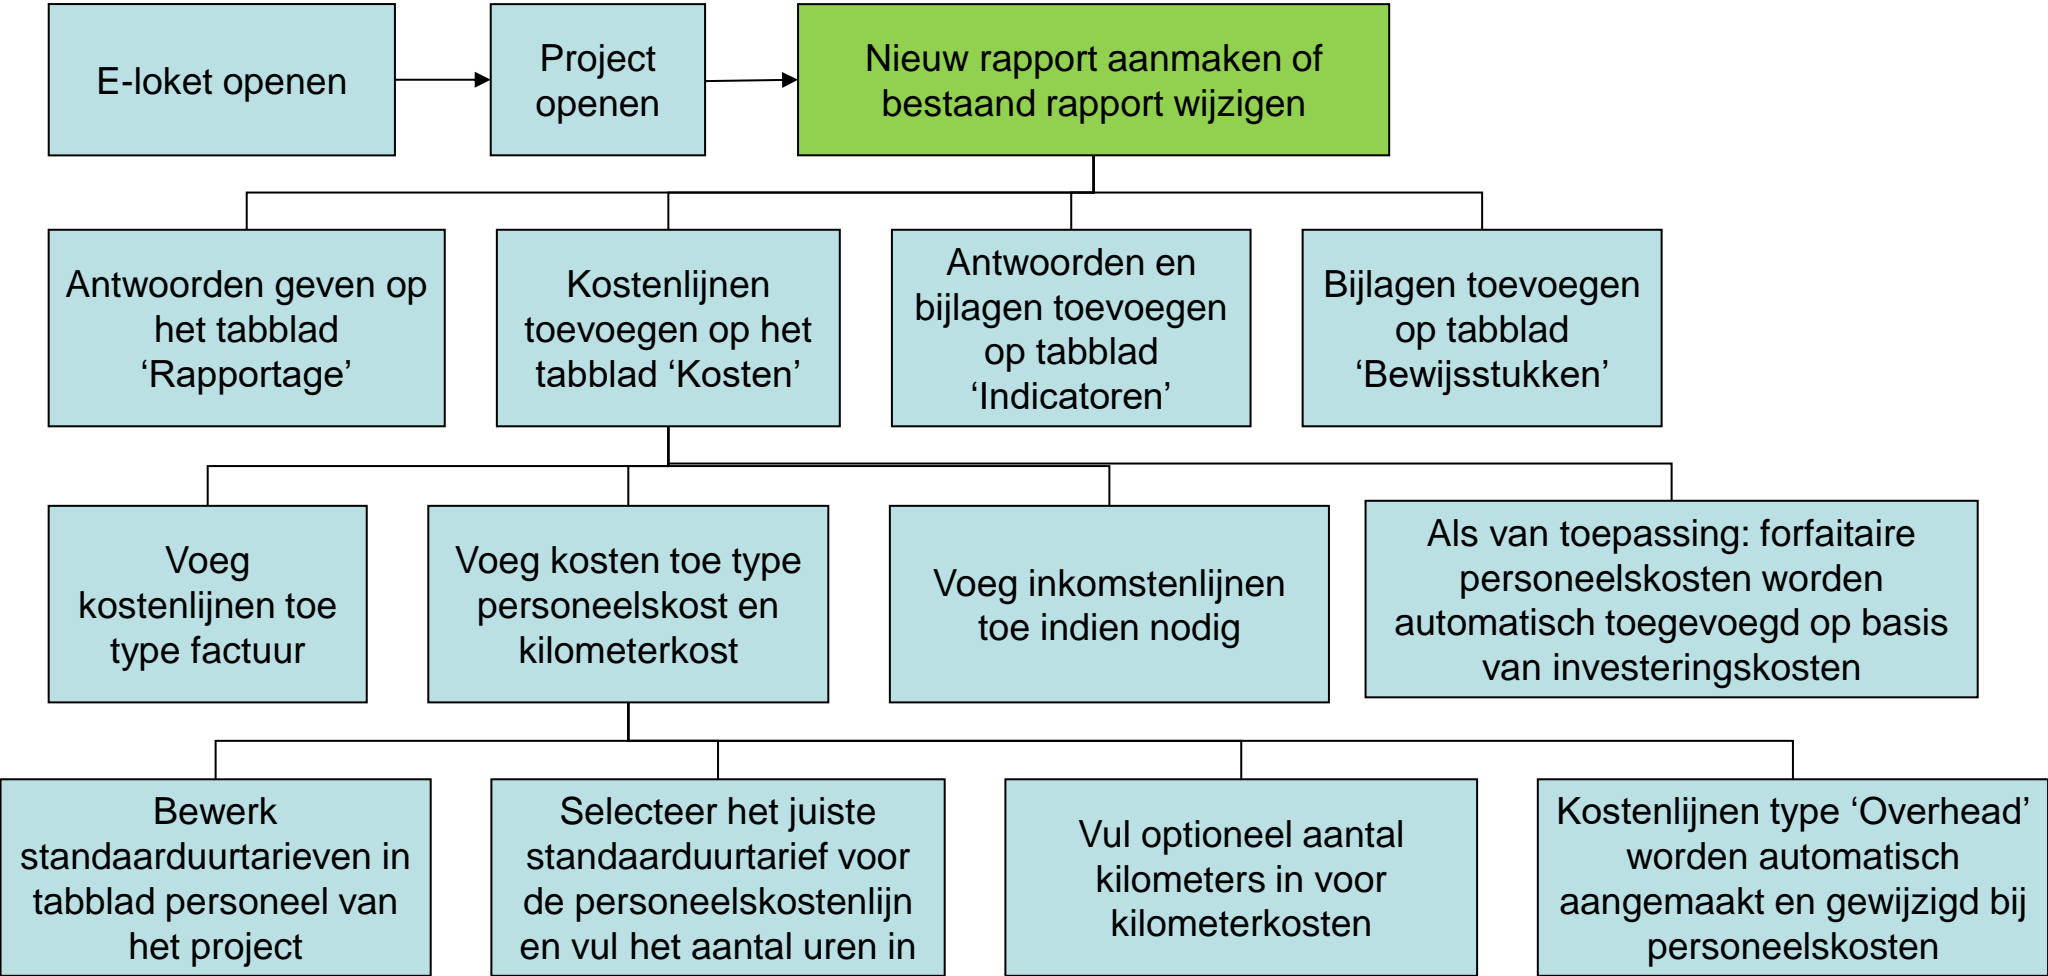 E-loket openen
Project
openen
Nieuw rapport aanmaken of
bestaand rapport wijzigen
Antwoorden geven op
het tabblad
‘Rapportage’
Kostenlijnen
toevoegen op het
tabblad ‘Kosten’
Antwoorden en
bijlagen toevoegen
op tabblad
‘Indicatoren’
Bijlagen toevoegen
op tabblad
‘Bewijsstukken’
Voeg
kostenlijnen toe
type factuur
Voeg kosten toe type
personeelskost en
kilometerkost
Voeg inkomstenlijnen
toe indien nodig
Als van toepassing: forfaitaire
personeelskosten worden
automatisch toegevoegd op basis
van investeringskosten
Bewerk
standaarduurtarieven in
tabblad personeel van
het project
Selecteer het juiste
standaarduurtarief voor
de personeelskostenlijn
en vul het aantal uren in
Vul optioneel aantal
kilometers in voor
kilometerkosten
Kostenlijnen type ‘Overhead’
worden automatisch
aangemaakt en gewijzigd bij
personeelskosten